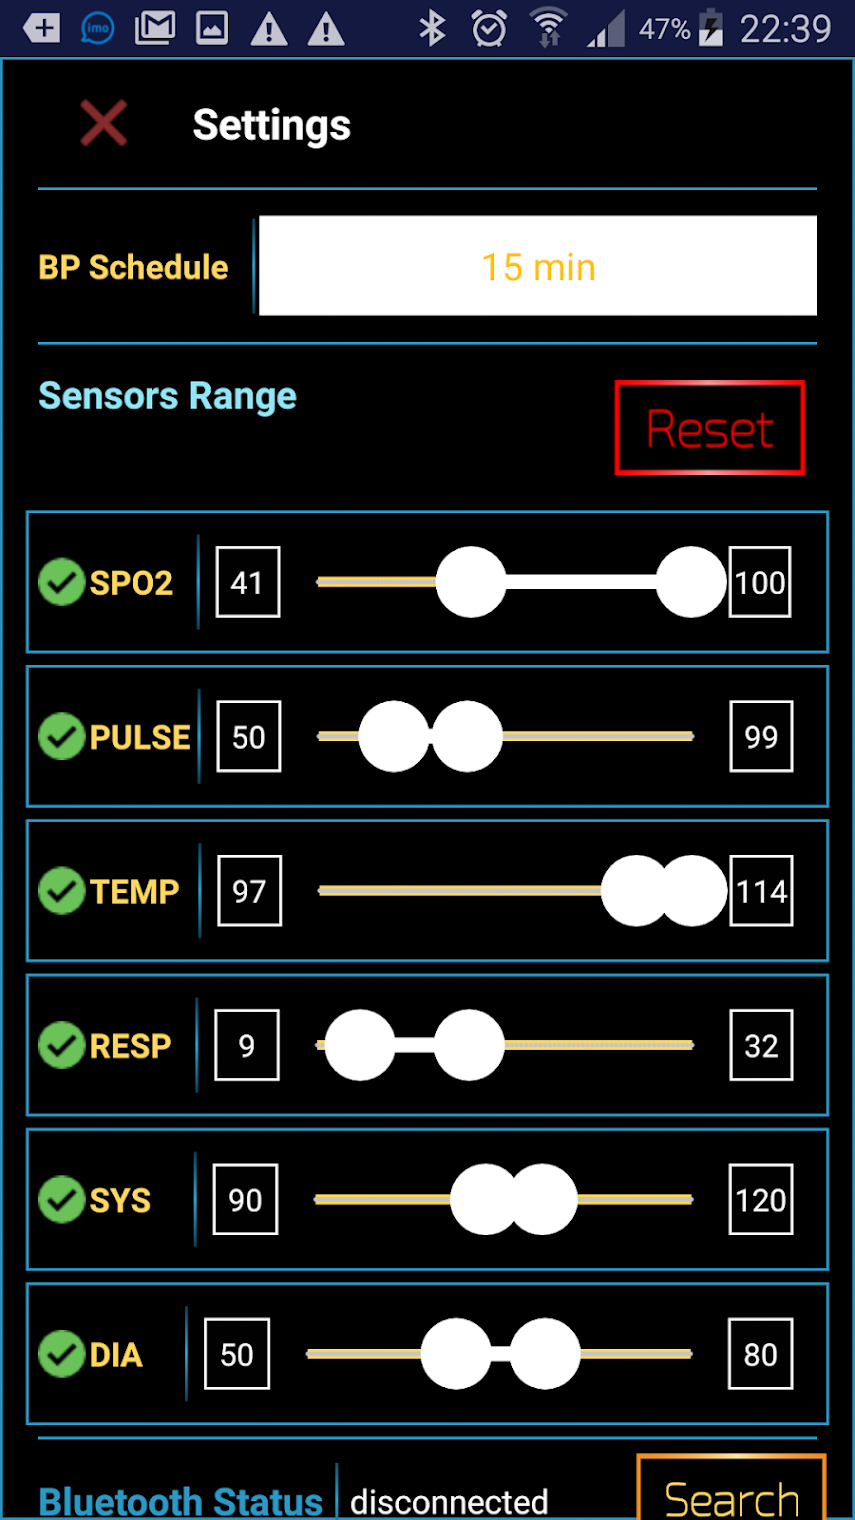 imo 47% 22:39
Settings
BP Schedule 15 min
Sensors Range
Reset
SPO2 41 100
PULSE 50 99
TEMP 97 114
RESP 9 32
SYS 90 120
DIA 50 80
Bluetooth Status disconnected Search